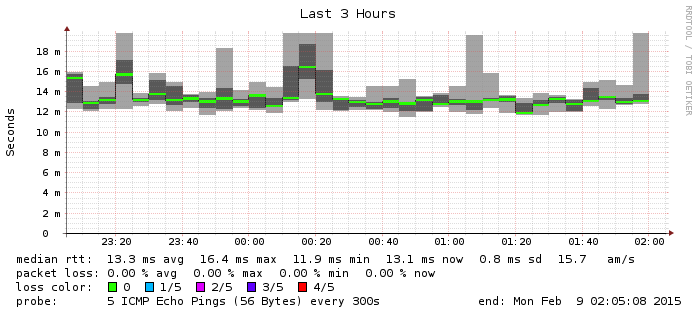 Last 3 Hours
RRDTOOL / TOBI OETIKER
Seconds
18 m
16 m
14 m
12 m
10 m
8 m
6 m
4 m
2 m
0
23:20 23:40 00:00 00:20 00:40 01:00 01:20 01:40 02:00
median rtt: 13.3 ms avg 16.4 ms max 11.9 ms min 13.1 ms now 0.8 ms sd 15.7 am/s
packet loss: 0.00 % avg 0.00 % max 0.00 % min 0.00 % now
loss color: 0 1/5 2/5 3/5 4/5
probe: 5 ICMP Echo Pings (56 Bytes) every 300s end: Mon Feb 9 02:05:08 2015